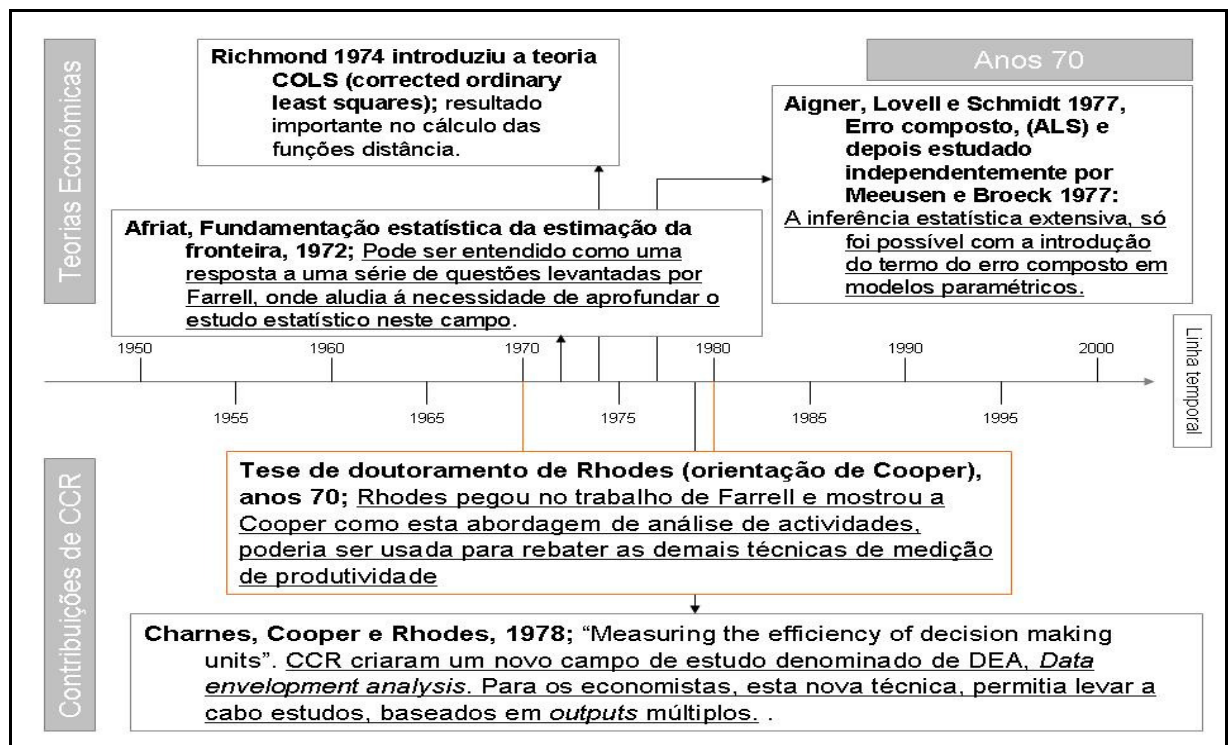 Teorias Económicas
Richmond 1974 introduziu a teoria
COLS (corrected ordinary
least squares); resultado
importante no cálculo das
funções distância.
Anos 70
Aigner, Lovell e Schmidt 1977,
Erro composto, (ALS) e
depois estudado
independentemente por
Meeusen e Broeck 1977:
A inferência estatística extensiva, só
foi possível com a introdução
do termo do erro composto em
modelos paramétricos.
Afriat, Fundamentação estatística da estimação da
fronteira, 1972; Pode ser entendido como uma
resposta a uma série de questões levantadas por
Farrell, onde aludia á necessidade de aprofundar o
estudo estatístico neste campo.
1950 1960 1970 1980 1990 2000
1955 1965 1975 1985 1995
Linha temporal
Contribuições de CCR
Tese de doutoramento de Rhodes (orientação de Cooper),
anos 70; Rhodes pegou no trabalho de Farrell e mostrou a
Cooper como esta abordagem de análise de actividades,
poderia ser usada para rebater as demais técnicas de medição
de produtividade
Charnes, Cooper e Rhodes, 1978; “Measuring the efficiency of decision making
units”. CCR criaram um novo campo de estudo denominado de DEA, Data
envelopment analysis. Para os economistas, esta nova técnica, permitia levar a
cabo estudos, baseados em outputs múltiplos. .